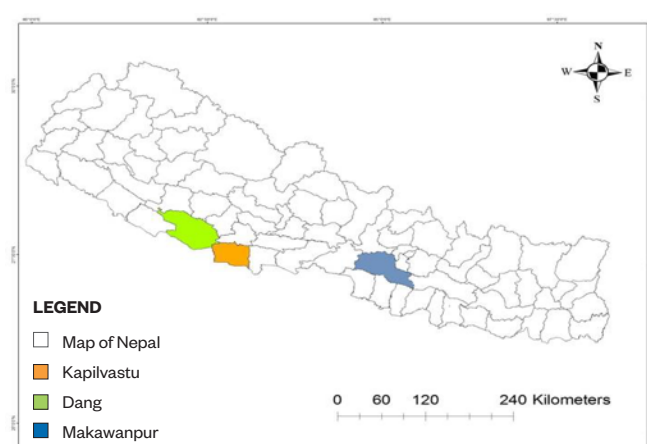 N
W E
S
LEGEND
Map of Nepal
Kapilvastu
Dang
Makawanpur
0 60 120 240 Kilometers